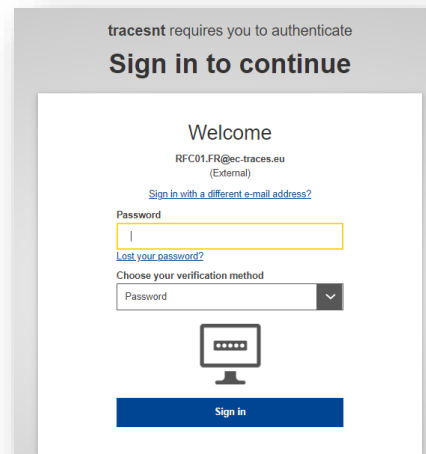 tracesnt requires you to authenticate
Sign in to continue
Welcome
RFC01.FR@ec-traces.eu
(External)
Sign in with a different e-mail address?
Password
Lost your password?
Choose your verification method
Password
Sign in